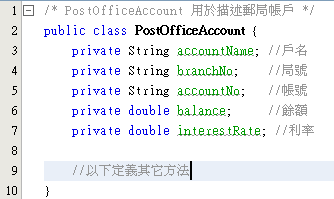 1 /* PostOfficeAccount 用於描述郵局帳戶 */
2 public class PostOfficeAccount {
3 private String accountName; //戶名
4 private String branchNo; //局號
5 private String accountNo; //帳號
6 private double balance; //餘額
7 private double interestRate; //利率
8
9 //以下定義其它方法
10 }